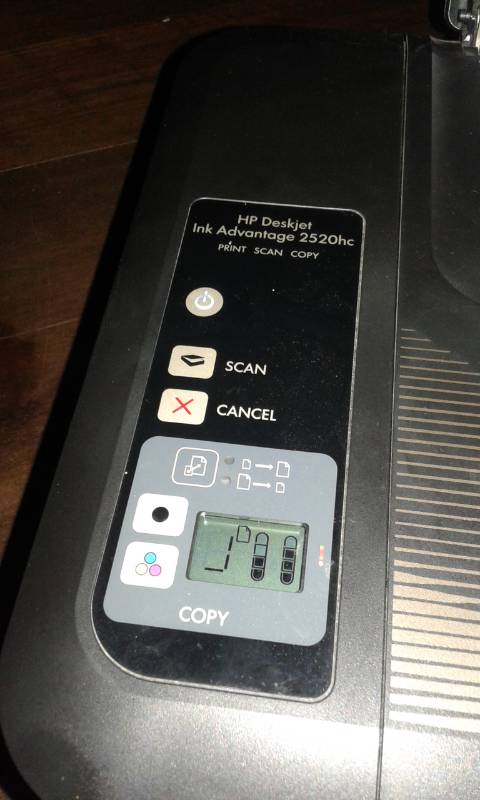 HP Deskjet
Ink Advantage 2520hc
PRINT SCAN COPY
SCAN
CANCEL
COPY